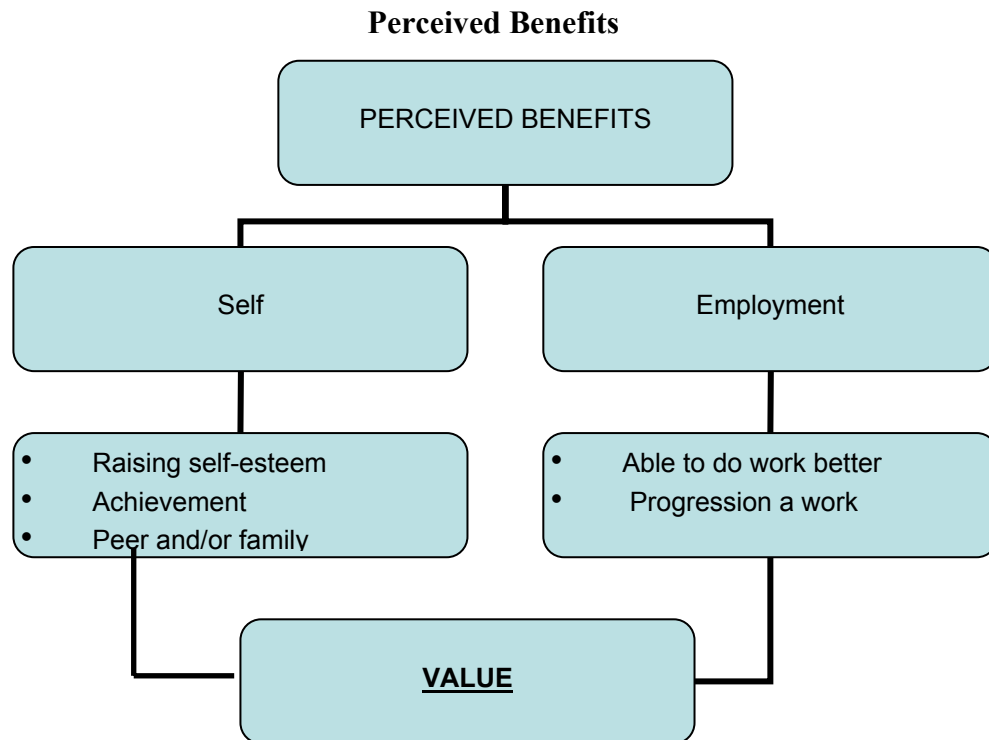 Perceived Benefits
PERCEIVED BENEFITS
Self
Employment
• Raising self-esteem
• Achievement
• Peer and/or family
• Able to do work better
• Progression a work
VALUE